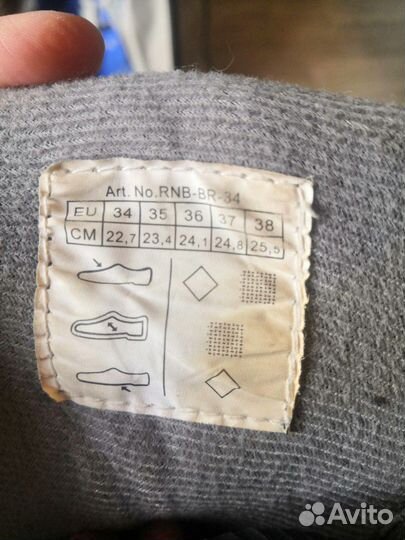 Art. No.RNB-BR-34
EU 34 35 36 37 38
CM 22,7 23,4 24,1 24,8 25,5
Avito